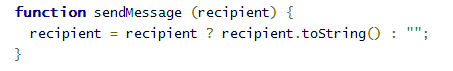 function sendMessage (recipient) {
  recipient = recipient ? recipient.toString() : "";
}